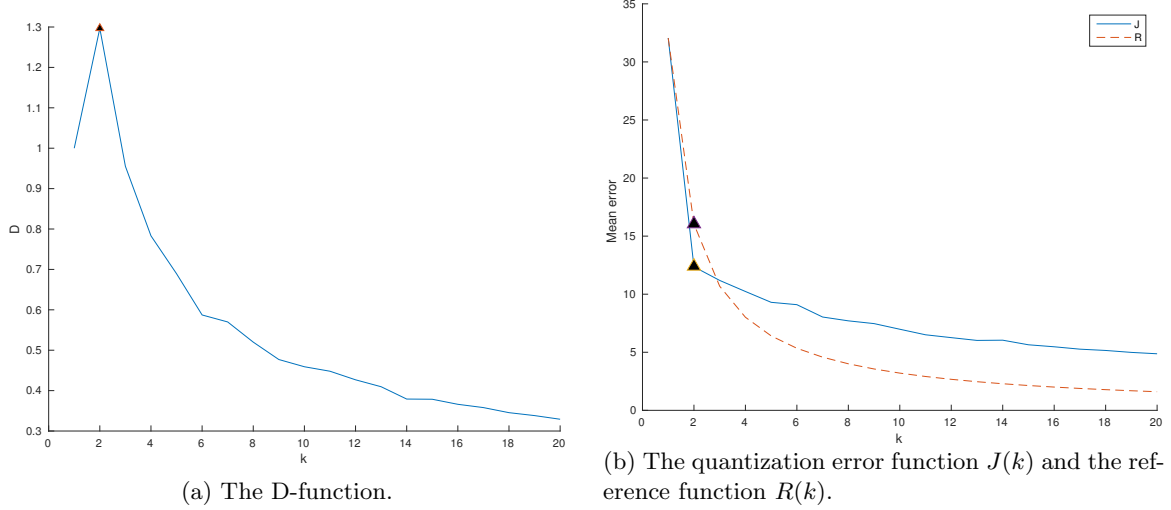 1.3
1.2
1.1
1
0.9
0.8
0.7
0.6
0.5
0.4
0.3
D
0 2 4 6 8 10 12 14 16 18 20
k
(a) The D-function.
35
30
25
20
15
10
5
0
Mean error
J
R
0 2 4 6 8 10 12 14 16 18 20
k
(b) The quantization error function J(k) and the ref-
erence function R(k).